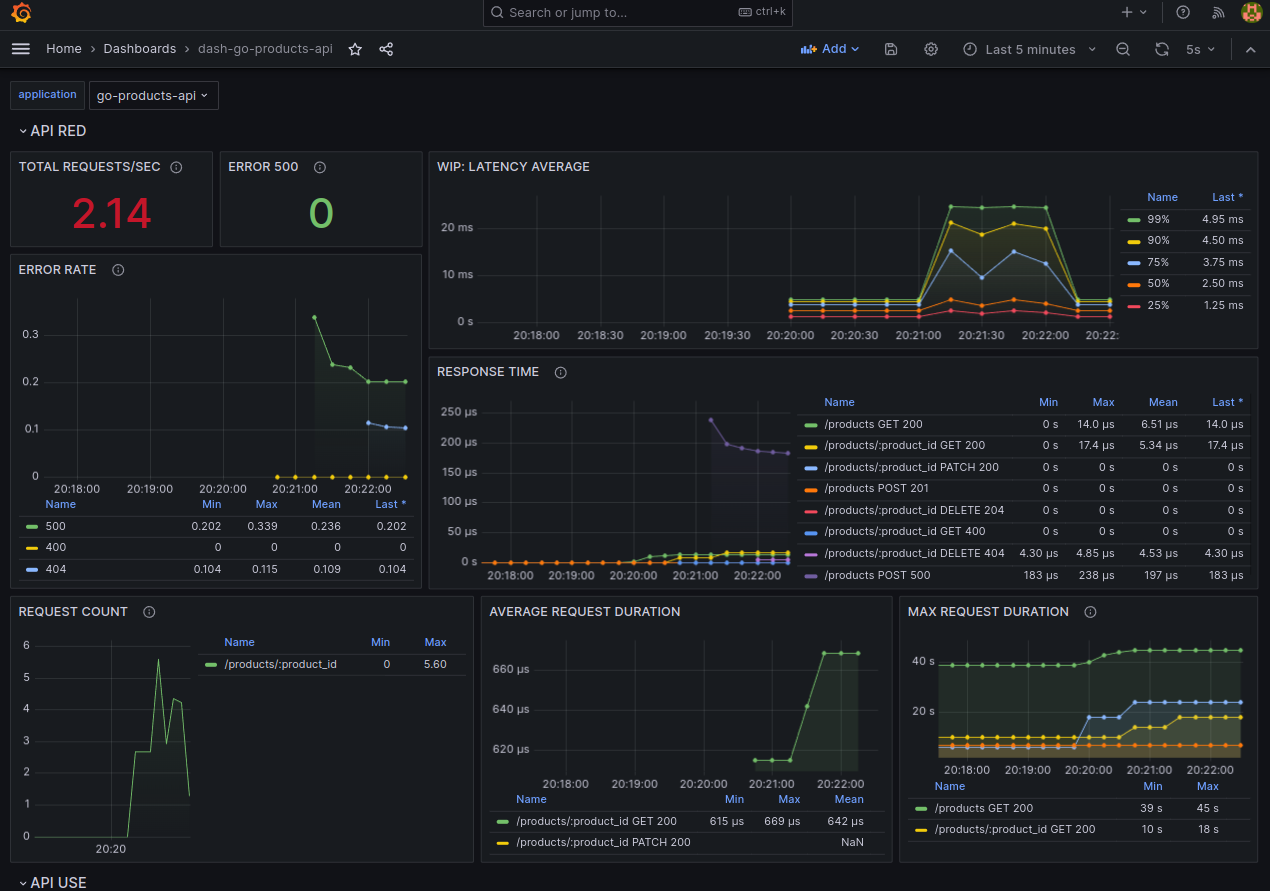 Search or jump to... ctrl+k
Home › Dashboards › dash-go-products-api
Add
Last 5 minutes
5s
application go-products-api
API RED
TOTAL REQUESTS/SEC
2.14
ERROR 500
0
WIP: LATENCY AVERAGE
20 ms
10 ms
0 s
20:18:00 20:18:30 20:19:00 20:19:30 20:20:00 20:20:30 20:21:00 20:21:30 20:22:00 20:22:
Name Last *
99% 4.95 ms
90% 4.50 ms
75% 3.75 ms
50% 2.50 ms
25% 1.25 ms
ERROR RATE
0.3
0.2
0.1
0
20:18:00 20:19:00 20:20:00 20:21:00 20:22:00
Name Min Max Mean Last *
500 0.202 0.339 0.236 0.202
400 0 0 0 0
404 0.104 0.115 0.109 0.104
RESPONSE TIME
250 µs
200 µs
150 µs
100 µs
50 µs
0 s
20:18:00 20:19:00 20:20:00 20:21:00 20:22:00
Name Min Max Mean Last *
/products GET 200 0 s 14.0 µs 6.51 µs 14.0 µs
/products/:product_id GET 200 0 s 17.4 µs 5.34 µs 17.4 µs
/products/:product_id PATCH 200 0 s 0 s 0 s 0 s
/products POST 201 0 s 0 s 0 s 0 s
/products/:product_id DELETE 204 0 s 0 s 0 s 0 s
/products/:product_id GET 400 0 s 0 s 0 s 0 s
/products/:product_id DELETE 404 4.30 µs 4.85 µs 4.53 µs 4.30 µs
/products POST 500 183 µs 238 µs 197 µs 183 µs
REQUEST COUNT
6
5
4
3
2
1
0
20:20
Name Min Max
/products/:product_id 0 5.60
AVERAGE REQUEST DURATION
660 µs
640 µs
620 µs
20:18:00 20:19:00 20:20:00 20:21:00 20:22:00
Name Min Max Mean
/products/:product_id GET 200 615 µs 669 µs 642 µs
/products/:product_id PATCH 200 NaN
MAX REQUEST DURATION
40 s
20 s
20:18:00 20:19:00 20:20:00 20:21:00 20:22:00
Name Min Max
/products GET 200 39 s 45 s
/products/:product_id GET 200 10 s 18 s
API USE